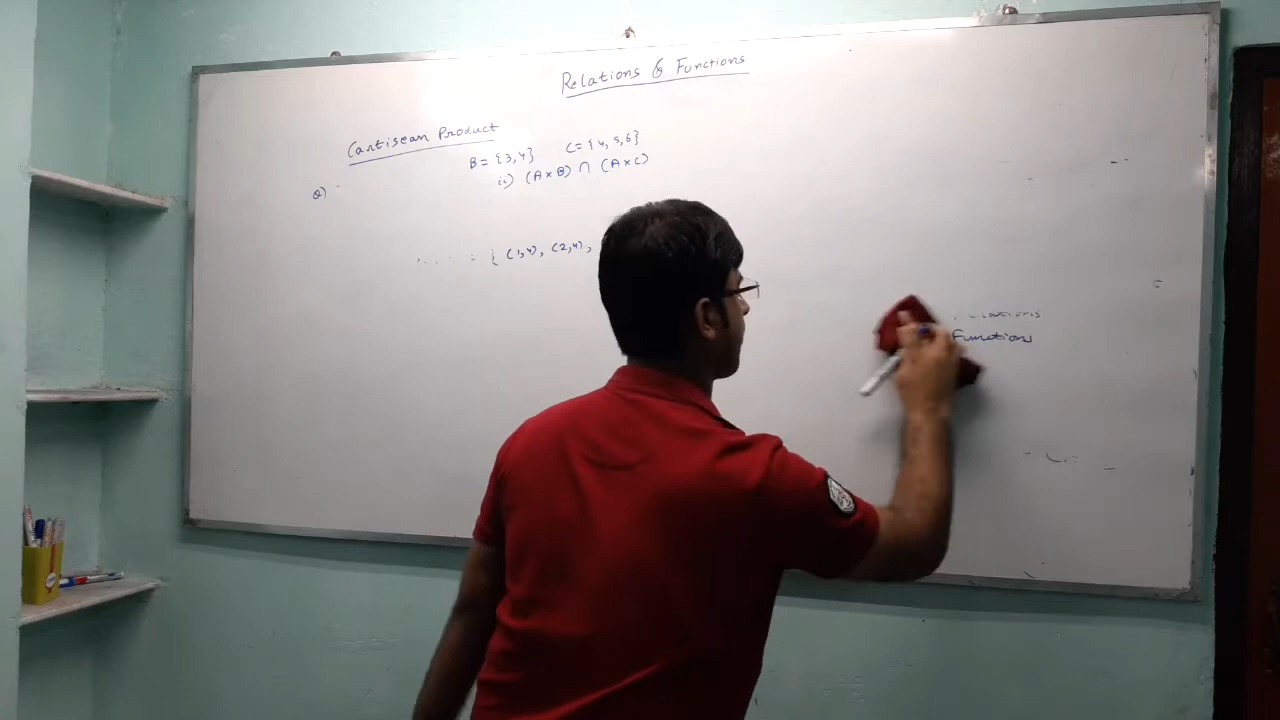 Relations & Functions
Cartisean Product
B = {3,4} C = {4,5,6}
Q) ii) (A×B) ∩ (A×C)
= { (1,4), (2,4),
Functions